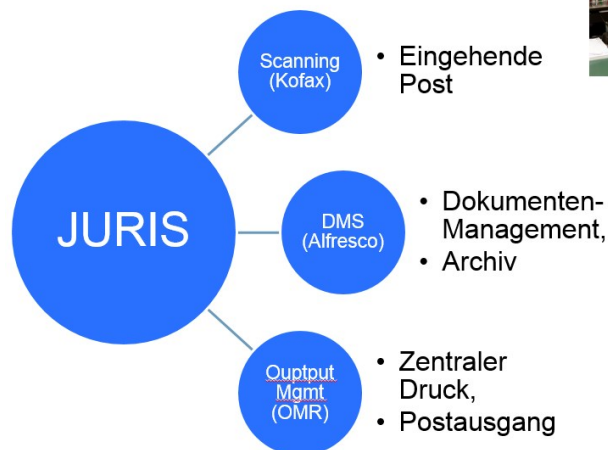 Scanning
(Kofax)
• Eingehende
Post
JURIS
DMS
(Alfresco)
• Dokumenten-
Management,
• Archiv
Ouptput
Mgmt
(OMR)
• Zentraler
Druck,
• Postausgang